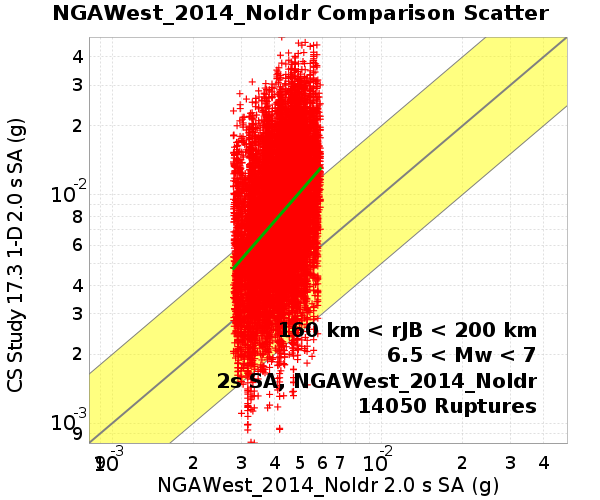 NGAWest_2014_NoIdr Comparison Scatter
CS Study 17.3 1-D 2.0 s SA (g)
4
3
2
10-2
8
6
4
3
2
10-3
9
160 km < rJB < 200 km
6.5 < Mw < 7
2s SA, NGAWest_2014_NoIdr
14050 Ruptures
9 10-3 2 3 4 5 6 7 10-2 2 3 4
NGAWest_2014_NoIdr 2.0 s SA (g)